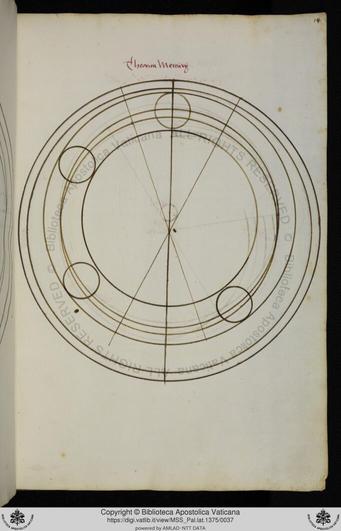 14
Theorica Mercurij
© Biblioteca Apostolica Vaticana ALL RIGHTS RESERVED © Biblioteca Apostolica Vaticana ALL RIGHTS RESERVED
Copyright © Biblioteca Apostolica Vaticana
https://digi.vatlib.it/view/MSS_Pal.lat.1375/0037
powered by AMLAD: NTT DATA